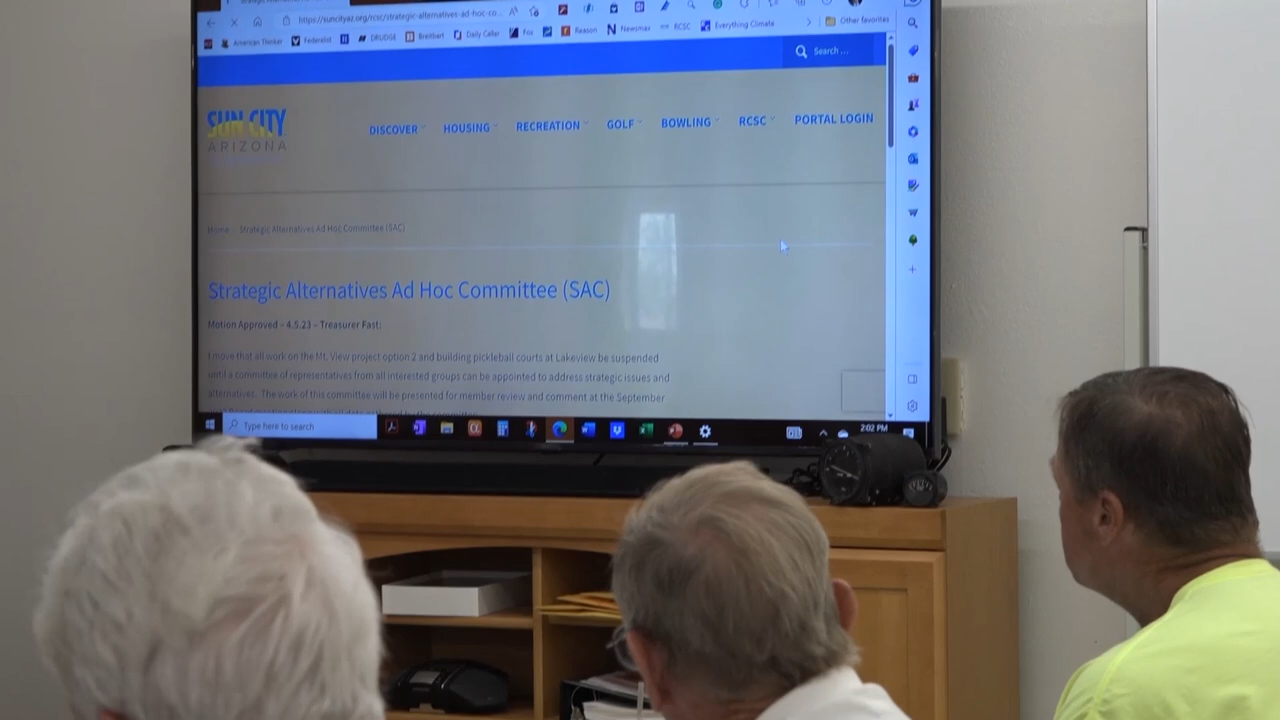 https://suncityaz.org/rcsc/strategic-alternatives-ad-hoc-co...
American Thinker Federalist DRUDGE Breitbart Daily Caller Fox Reason Newsmax RCSC Everything Climate Other favorites
Search ...
SUN CITY
ARIZONA
DISCOVER HOUSING RECREATION GOLF BOWLING RCSC PORTAL LOGIN
Home Strategic Alternatives Ad Hoc Committee (SAC)
Strategic Alternatives Ad Hoc Committee (SAC)
Motion Approved - 4.5.23 – Treasurer Fast:
I move that all work on the Mt. View project option 2 and building pickleball courts at Lakeview be suspended
until a committee of representatives from all interested groups can be appointed to address strategic issues and
alternatives. The work of this committee will be presented for member review and comment at the September
Type here to search
2:02 PM